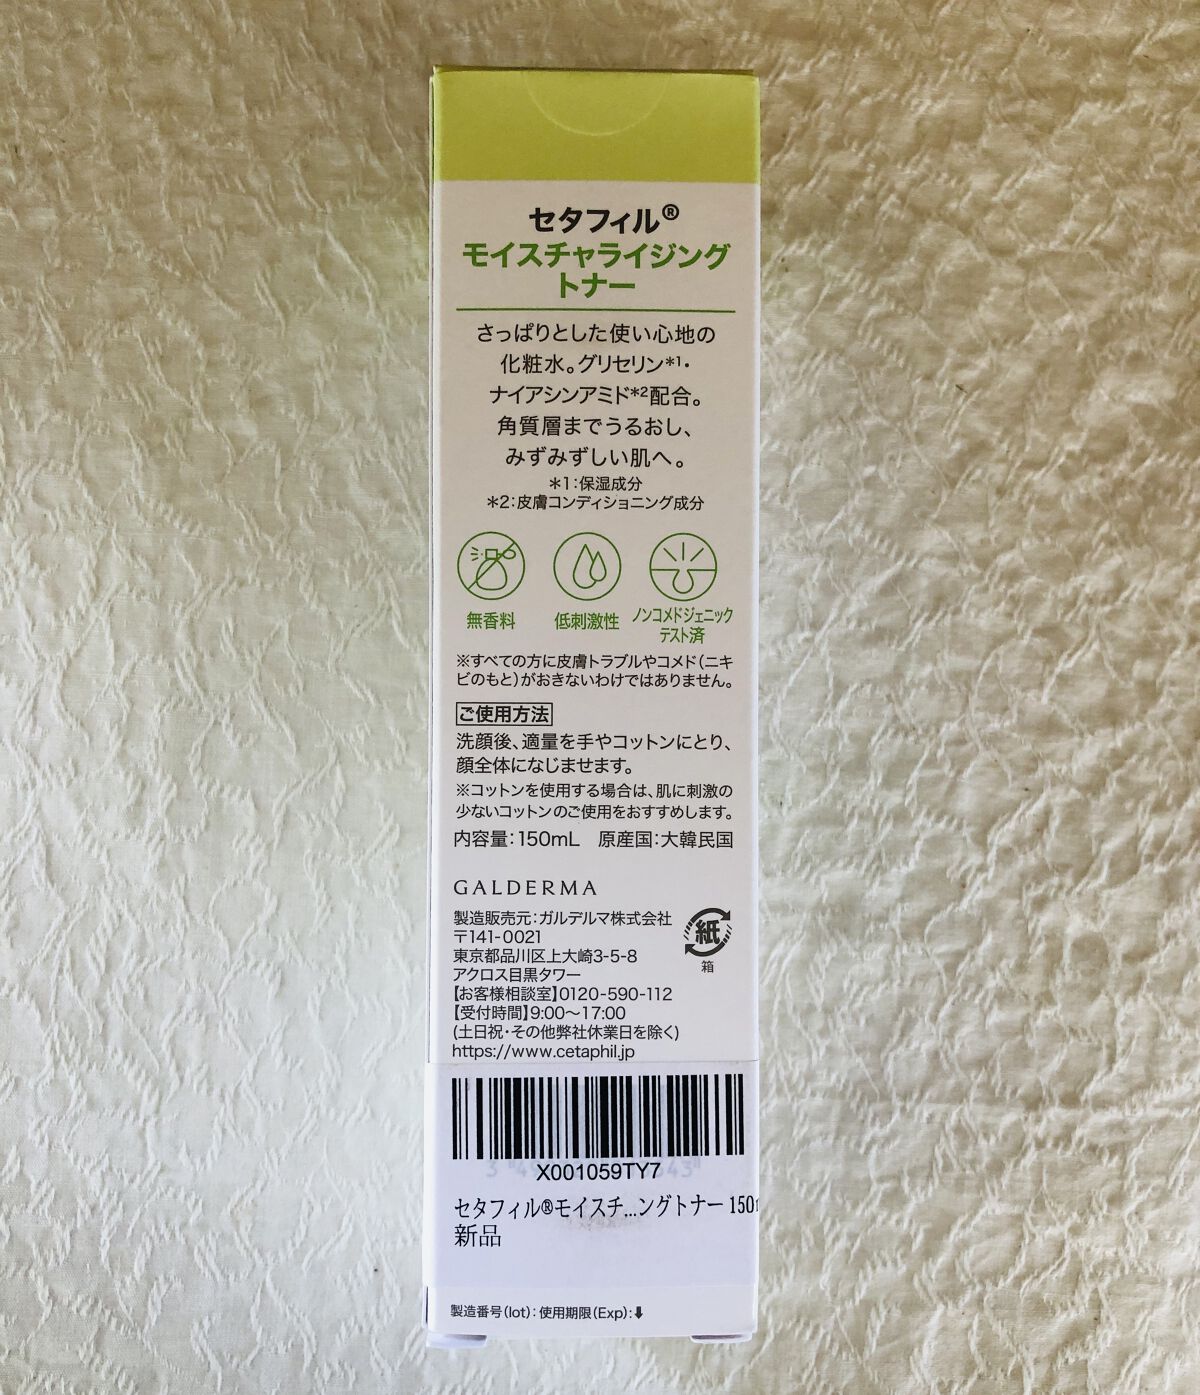 セタフィル®
モイスチャライジング
トナー
さっぱりとした使い心地の
化粧水。グリセリン*1・
ナイアシンアミド*2配合。
角質層までうるおし、
みずみずしい肌へ。
*1:保湿成分
*2:皮膚コンディショニング成分
無香料
低刺激性
ノンコメドジェニック
テスト済
※すべての方に皮膚トラブルやコメド(ニキ
ビのもと)がおきないわけではありません。
ご使用方法
洗顔後、適量を手やコットンにとり、
顔全体になじませます。
※コットンを使用する場合は、肌に刺激の
少ないコットンのご使用をおすすめします。
内容量:150mL 原産国:大韓民国
GALDERMA
製造販売元:ガルデルマ株式会社
〒141-0021
東京都品川区上大崎3-5-8
アクロス目黒タワー
【お客様相談室】0120-590-112
【受付時間】9:00〜17:00
(土日祝・その他弊社休業日を除く)
https://www.cetaphil.jp
紙
箱
X001059TY7
セタフィル®モイスチ...ングトナー 150
新品
製造番号(lot):使用期限(Exp):⬇